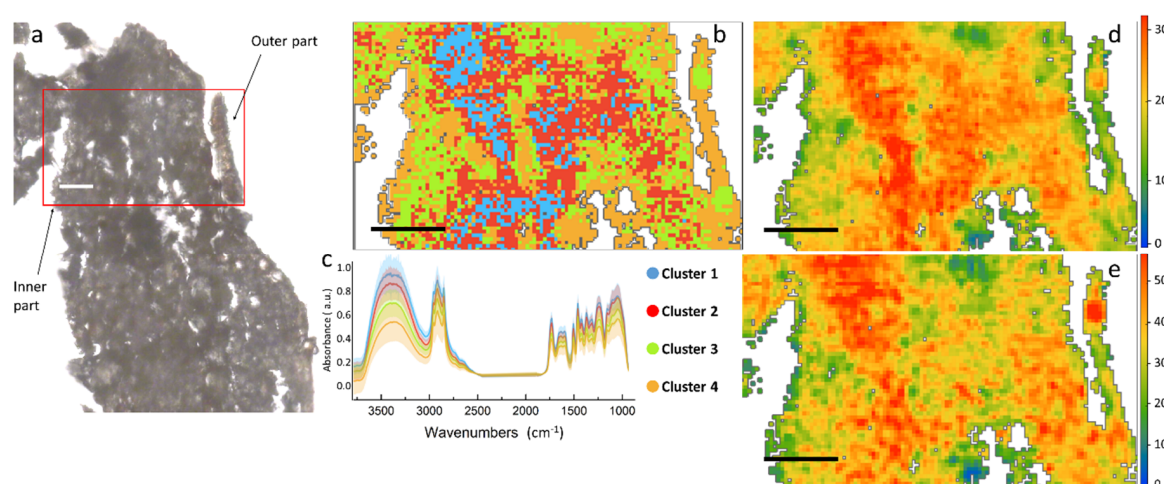 a
Outer part
Inner
part
b
c
Absorbance ( a.u.)
1.0
0.8
0.6
0.4
0.2
0.0
3500
3000
2500
2000
1500
1000
Wavenumbers (cm⁻¹)
Cluster 1
Cluster 2
Cluster 3
Cluster 4
d
30
20
10
0
e
50
40
30
20
10
0